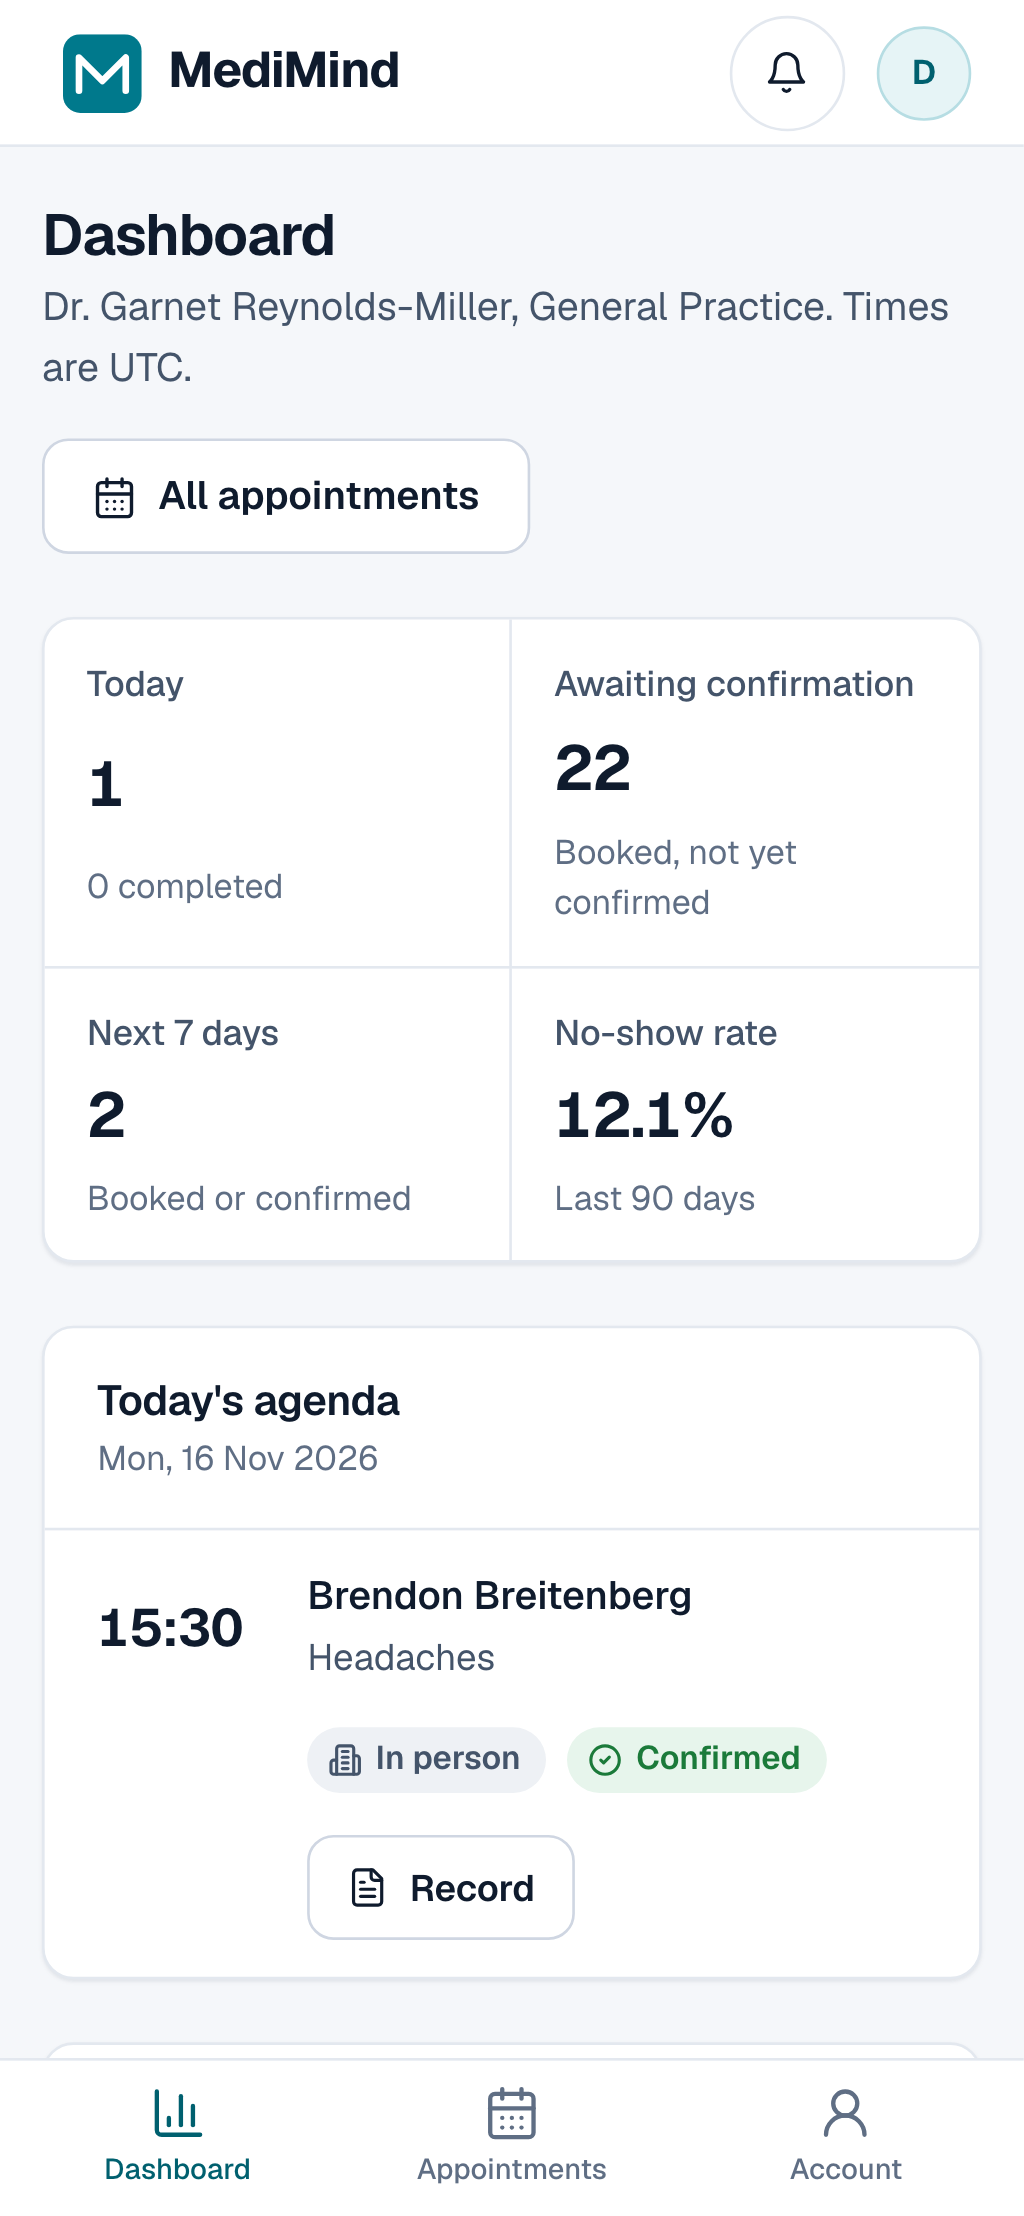 MediMind
D
Dashboard
Dr. Garnet Reynolds-Miller, General Practice. Times
are UTC.
All appointments
Today
1
0 completed
Awaiting confirmation
22
Booked, not yet
confirmed
Next 7 days
2
Booked or confirmed
No-show rate
12.1%
Last 90 days
Today's agenda
Mon, 16 Nov 2026
15:30
Brendon Breitenberg
Headaches
In person
Confirmed
Record
Dashboard
Appointments
Account